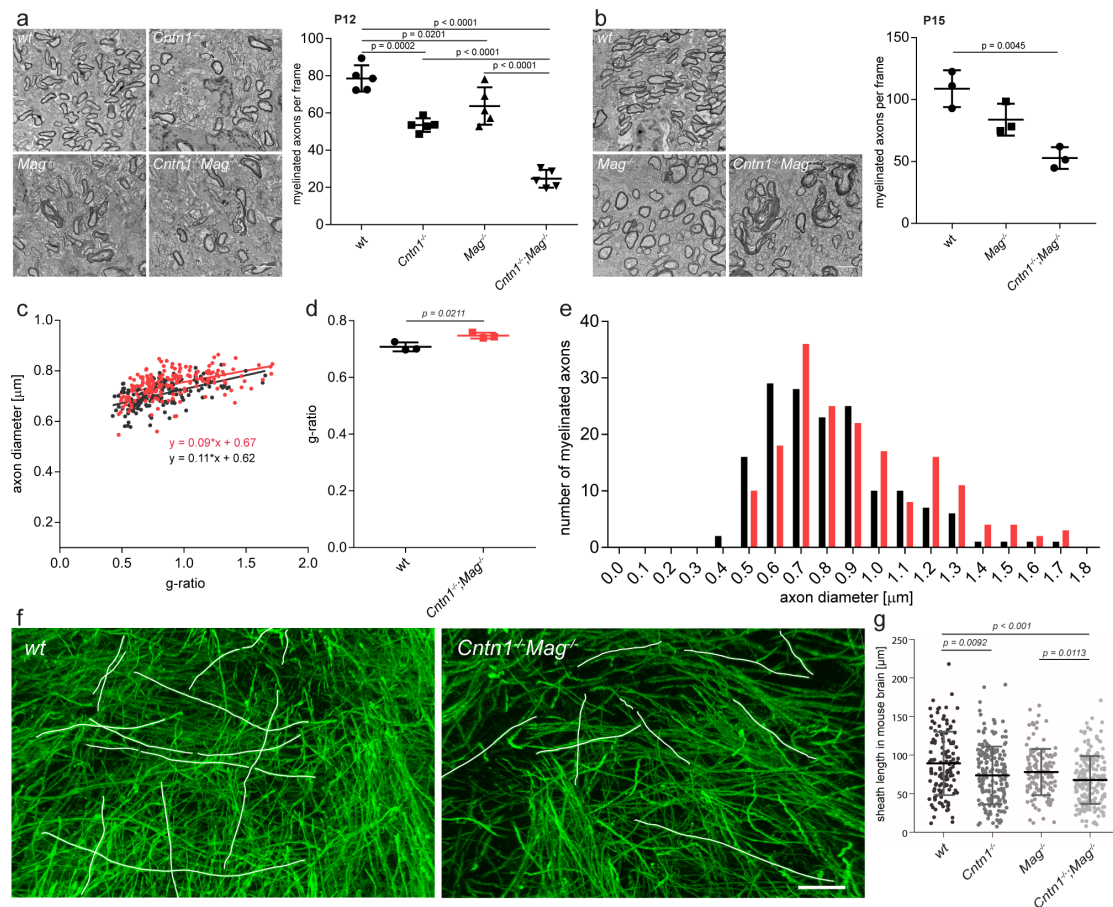 a
wt
Cntn1-/-
Mag-/-
Cntn1-/-Mag-/-
P12
p < 0.0001
p = 0.0201
p = 0.0002
p < 0.0001
p < 0.0001
myelinated axons per frame
100
80
60
40
20
0
wt
Cntn1-/-
Mag-/-
Cntn1-/-;Mag-/-
b
wt
Mag-/-
Cntn1-/-Mag-/-
P15
p = 0.0045
myelinated axons per frame
150
100
50
0
wt
Mag-/-
Cntn1-/-;Mag-/-
c
axon diameter [µm]
1.0
0.8
0.6
0.4
0.2
y = 0.09*x + 0.67
y = 0.11*x + 0.62
0.0 0.5 1.0 1.5 2.0
g-ratio
d
p = 0.0211
g-ratio
0.8
0.6
0.4
0.2
0.0
wt
Cntn1-/-;Mag-/-
e
number of myelinated axons
40
30
20
10
0
0.0 0.1 0.2 0.3 0.4 0.5 0.6 0.7 0.8 0.9 1.0 1.1 1.2 1.3 1.4 1.5 1.6 1.7 1.8
axon diameter [µm]
f
wt
Cntn1-/-Mag-/-
g
p < 0.001
p = 0.0092
p = 0.0113
sheath length in mouse brain [µm]
250
200
150
100
50
0
wt
Cntn1-/-
Mag-/-
Cntn1-/-;Mag-/-